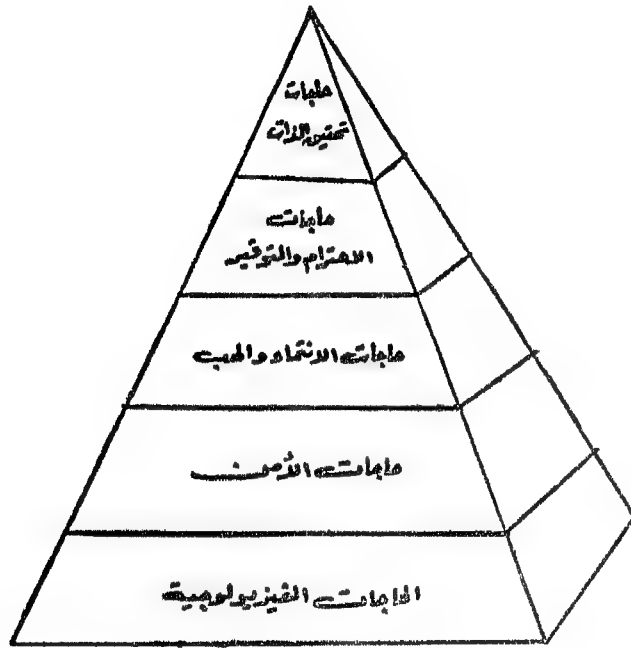 حاجات
تحقيق الذات
حاجات
الاحترام والتوقير
حاجات الانتماء والحب
حاجات الأمن
الحاجات الفيزيولوجية